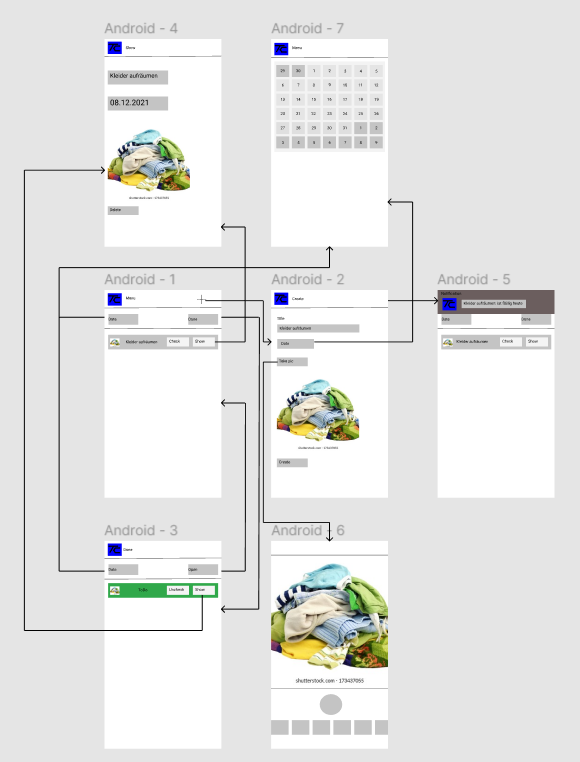 Android - 4
Menu
Kleider aufräumen
08.12.2021
shutterstock.com · 173437055
Delete
Android - 7
Menu
29 30 1 2 3 4 5
6 7 8 9 10 11 12
13 14 15 16 17 18 19
20 21 22 23 24 25 26
27 28 29 30 31 1 2
3 4 5 6 7 8 9
Android - 1
Menu
Date
Open
Kleider aufräumen
Check
Show
Android - 2
Create
Title
Kleider aufräumen
Date
Take pic
shutterstock.com · 173437055
Create
Android - 5
Kleider aufräumen ist fällig heute
Date
Kleider aufräumen
Check
Show
Android - 3
Date
Open
Uncheck
Show
Android - 6
shutterstock.com · 173437055